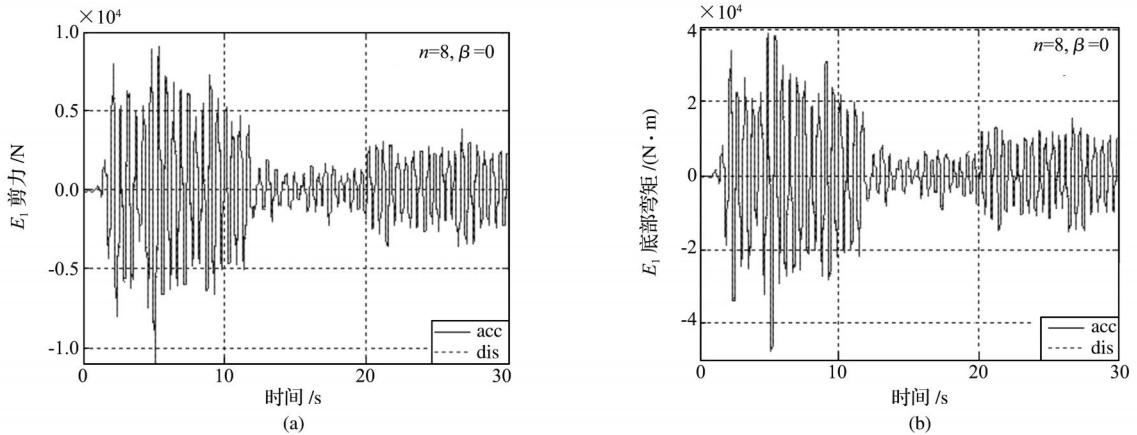 ×10⁴
n=8, β=0
1.0
0.5
0.0
-0.5
-1.0
E₁ 剪力 /N
acc
dis
0 10 20 30
时间 /s
(a)
×10⁴
n=8, β=0
4
2
0
-2
-4
E₁ 底部弯矩 /(N·m)
acc
dis
0 10 20 30
时间 /s
(b)